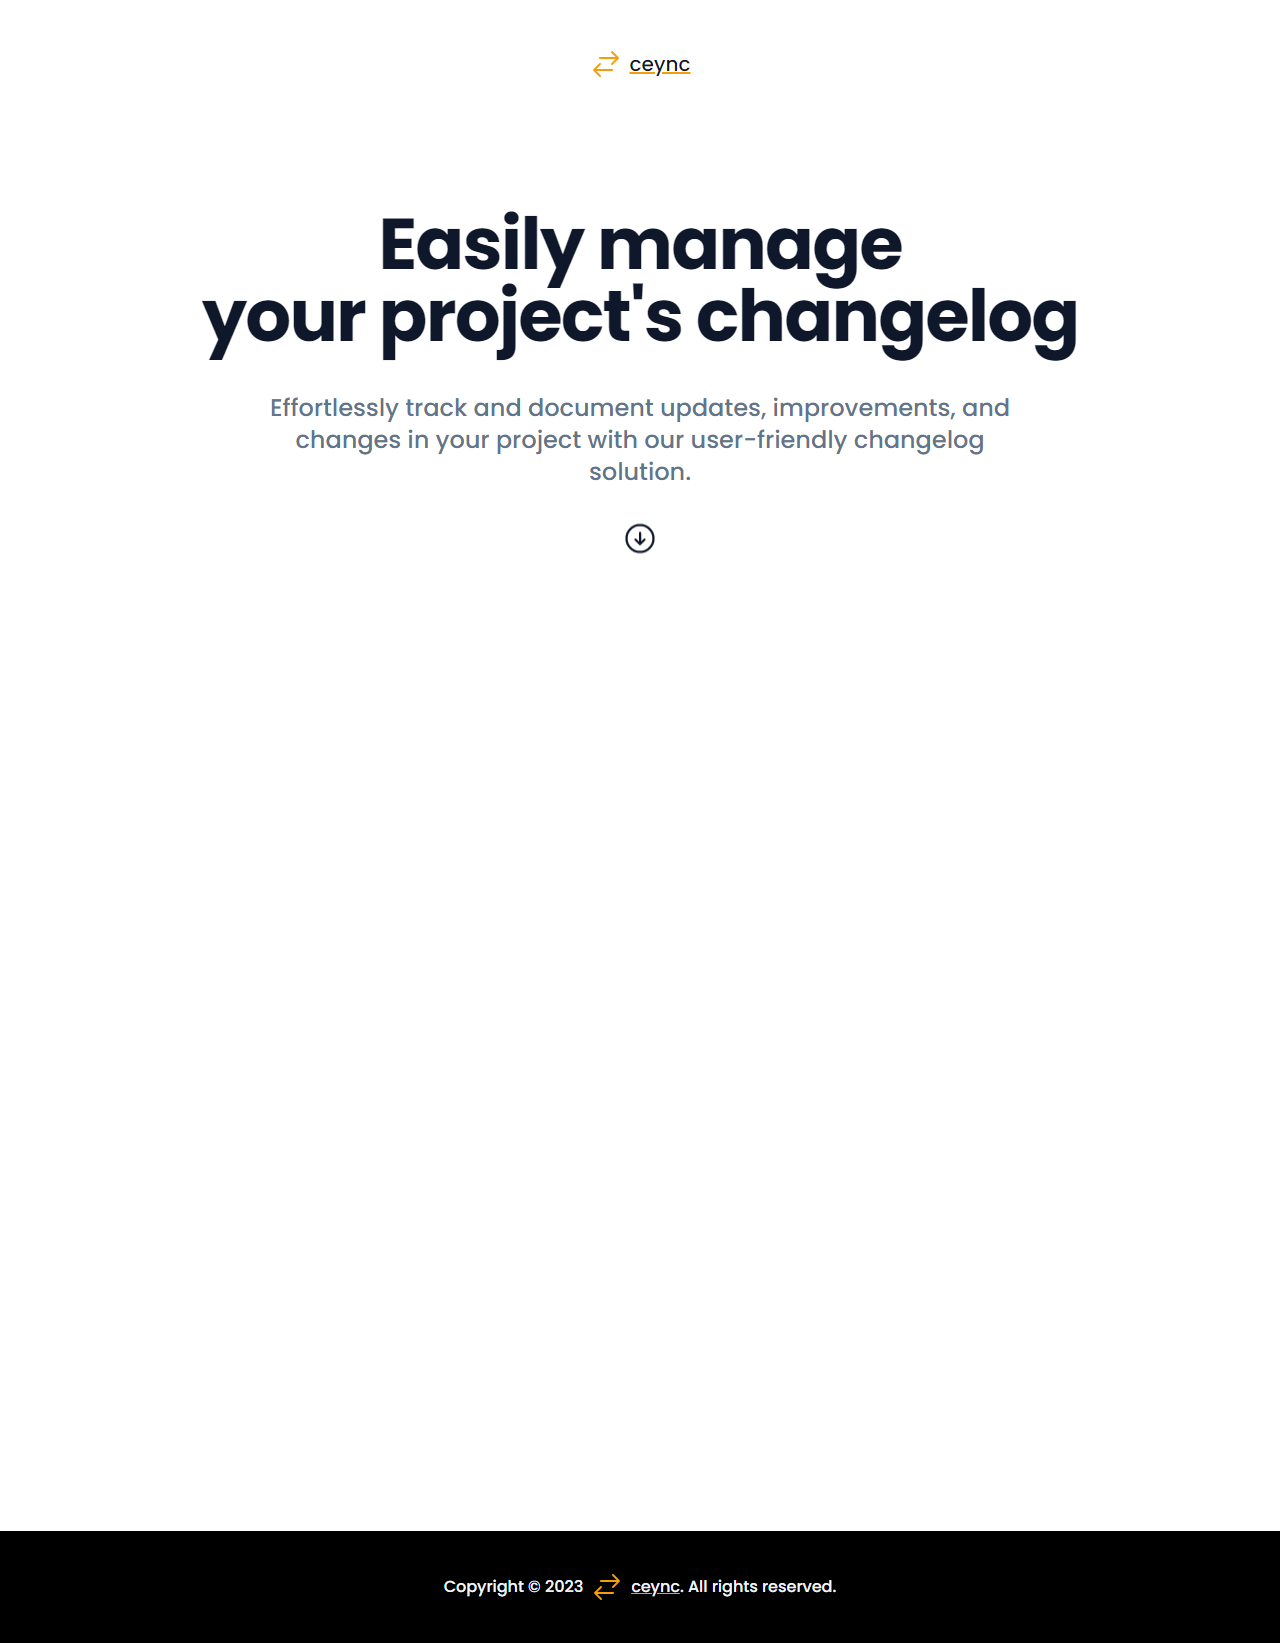 ceync
Easily manage
your project's changelog
Effortlessly track and document updates, improvements, and
changes in your project with our user-friendly changelog
solution.
Copyright © 2023 ceync. All rights reserved.